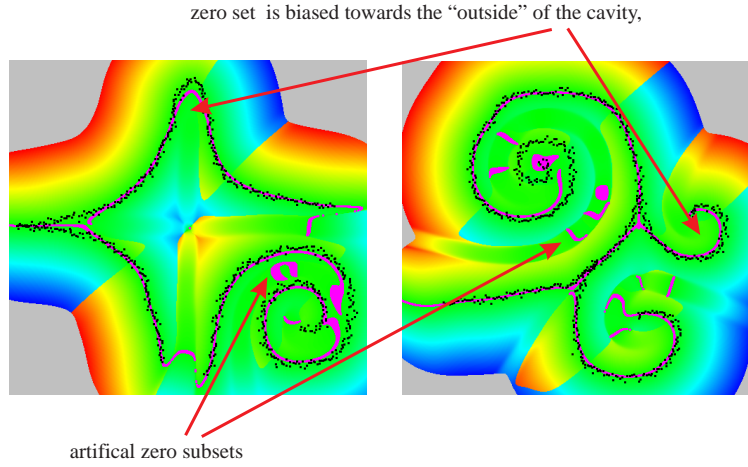 zero set is biased towards the “outside” of the cavity,
artifical zero subsets